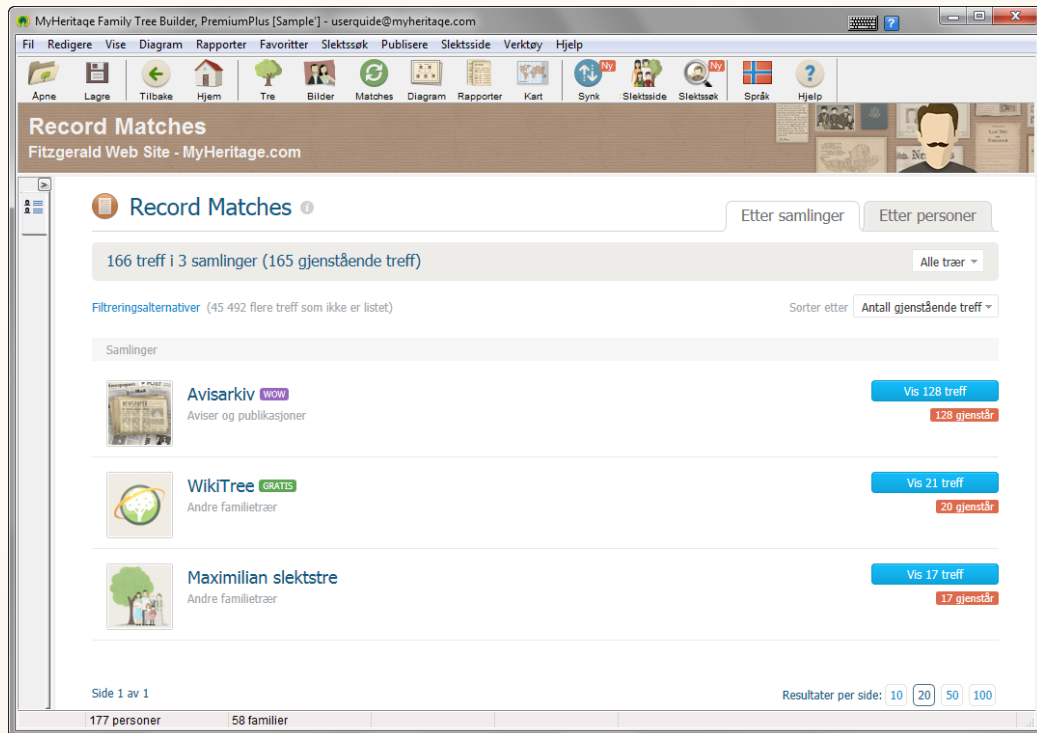 MyHeritage Family Tree Builder, PremiumPlus [Sample'] - userguide@myheritage.com
Fil Redigere Vise Diagram Rapporter Favoritter Slektssøk Publisere Slektsside Verktøy Hjelp
Ny Ny
Åpne Lagre Tilbake Hjem Tre Bilder Matches Diagram Rapporter Kart Synk Slektsside Slektssøk Språk Hjelp
Record Matches
Fitzgerald Web Site - MyHeritage.com
Record Matches
Etter samlinger Etter personer
166 treff i 3 samlinger (165 gjenstående treff)
Alle trær
Filtreringsalternativer (45 492 flere treff som ikke er listet)
Sorter etter Antall gjenstående treff
Samlinger
Avisarkiv WOW
Vis 128 treff
Aviser og publikasjoner
128 gjenstår
WikiTree GRATIS
Vis 21 treff
Andre familietrær
20 gjenstår
Maximilian slektstre
Vis 17 treff
Andre familietrær
17 gjenstår
Side 1 av 1
Resultater per side: 10 20 50 100
177 personer 58 familier